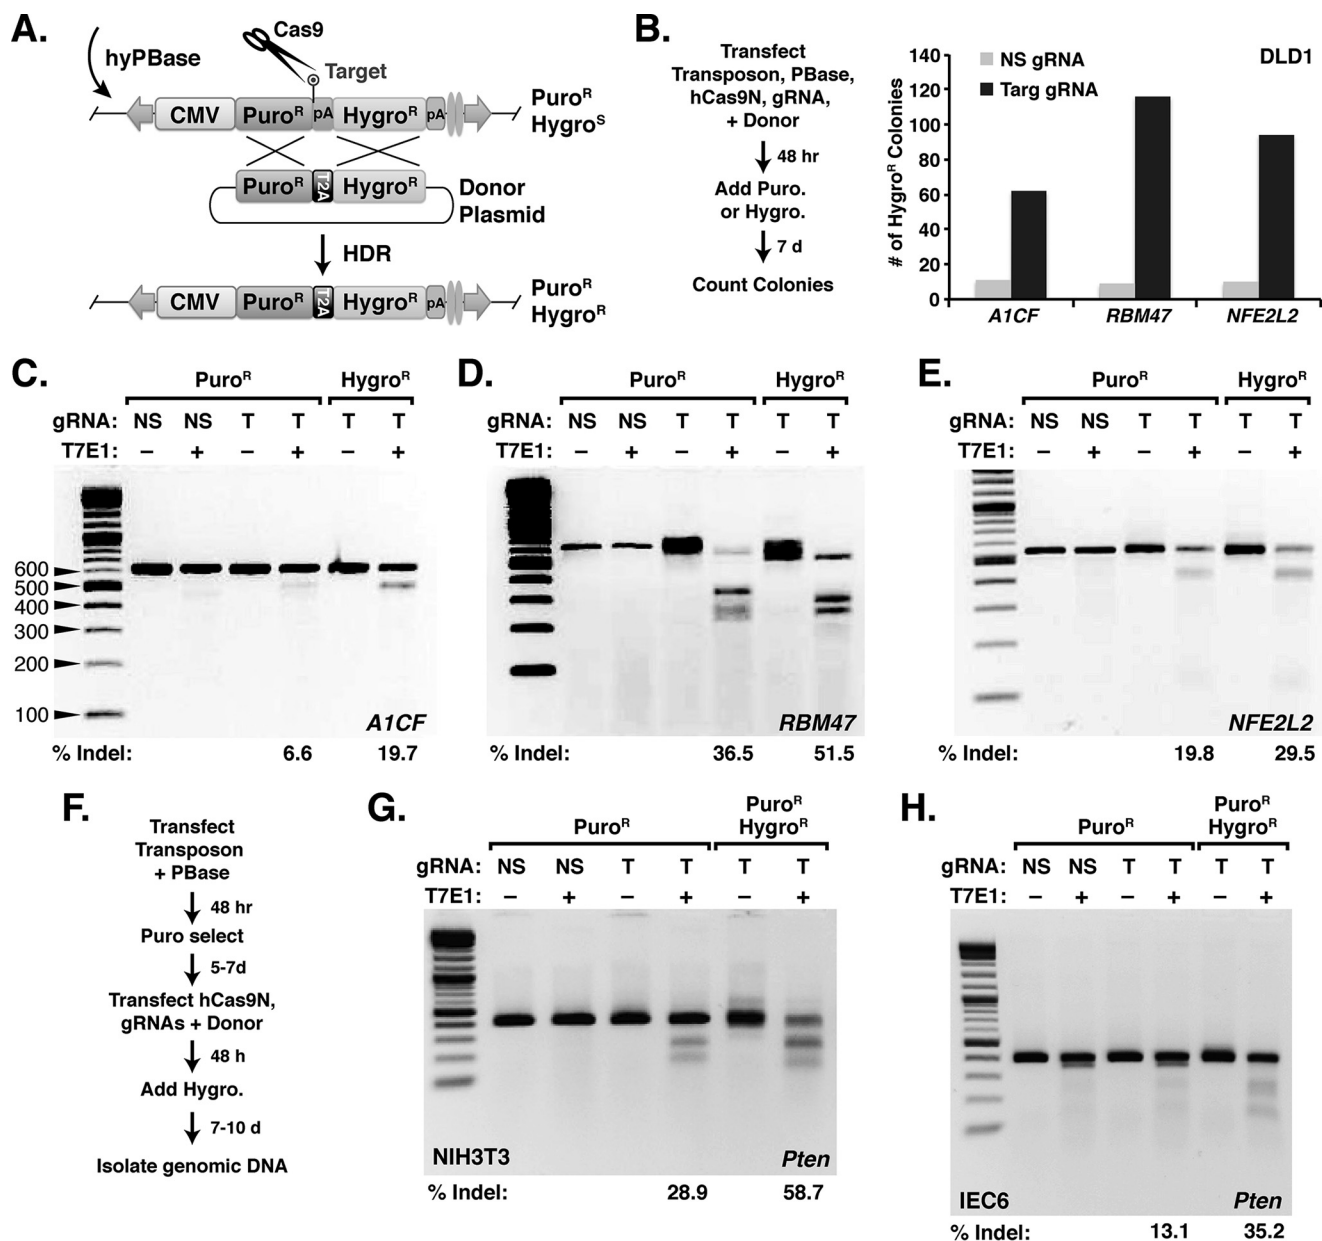 A.
hyPBase
Cas9
Target
CMV PuroR pA HygroR pA
PuroR
HygroS
PuroR T2A HygroR
Donor
Plasmid
HDR
CMV PuroR T2A HygroR pA
PuroR
HygroR
B.
Transfect
Transposon, PBase,
hCas9N, gRNA,
+ Donor
48 hr
Add Puro.
or Hygro.
7 d
Count Colonies
# of HygroR Colonies
140
120
100
80
60
40
20
0
NS gRNA
Targ gRNA
DLD1
A1CF RBM47 NFE2L2
C.
PuroR HygroR
gRNA: NS NS T T T T
T7E1: – + – + – +
600
500
400
300
200
100
A1CF
% Indel: 6.6 19.7
D.
PuroR HygroR
gRNA: NS NS T T T T
T7E1: – + – + – +
RBM47
% Indel: 36.5 51.5
E.
PuroR HygroR
gRNA: NS NS T T T T
T7E1: – + – + – +
NFE2L2
% Indel: 19.8 29.5
F.
Transfect
Transposon
+ PBase
48 hr
Puro select
5-7d
Transfect hCas9N,
gRNAs + Donor
48 h
Add Hygro.
7-10 d
Isolate genomic DNA
G.
PuroR
PuroR
HygroR
gRNA: NS NS T T T T
T7E1: – + – + – +
NIH3T3 Pten
% Indel: 28.9 58.7
H.
PuroR
PuroR
HygroR
gRNA: NS NS T T T T
T7E1: – + – + – +
IEC6 Pten
% Indel: 13.1 35.2